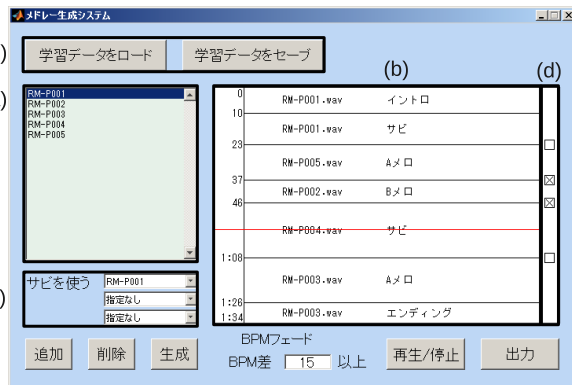 メドレー生成システム
学習データをロード 学習データをセーブ
(b)
(d)
)
)
RM-P001
RM-P002
RM-P003
RM-P004
RM-P005
0
RM-P001.wav イントロ
10
RM-P001.wav サビ
23
RM-P005.wav Aメロ
37
RM-P002.wav Bメロ
46
RM-P004.wav サビ
1:08
RM-P003.wav Aメロ
1:26
RM-P003.wav エンディング
1:34
)
サビを使う RM-P001
指定なし
指定なし
追加 削除 生成
BPMフェード
BPM差 15 以上
再生/停止 出力